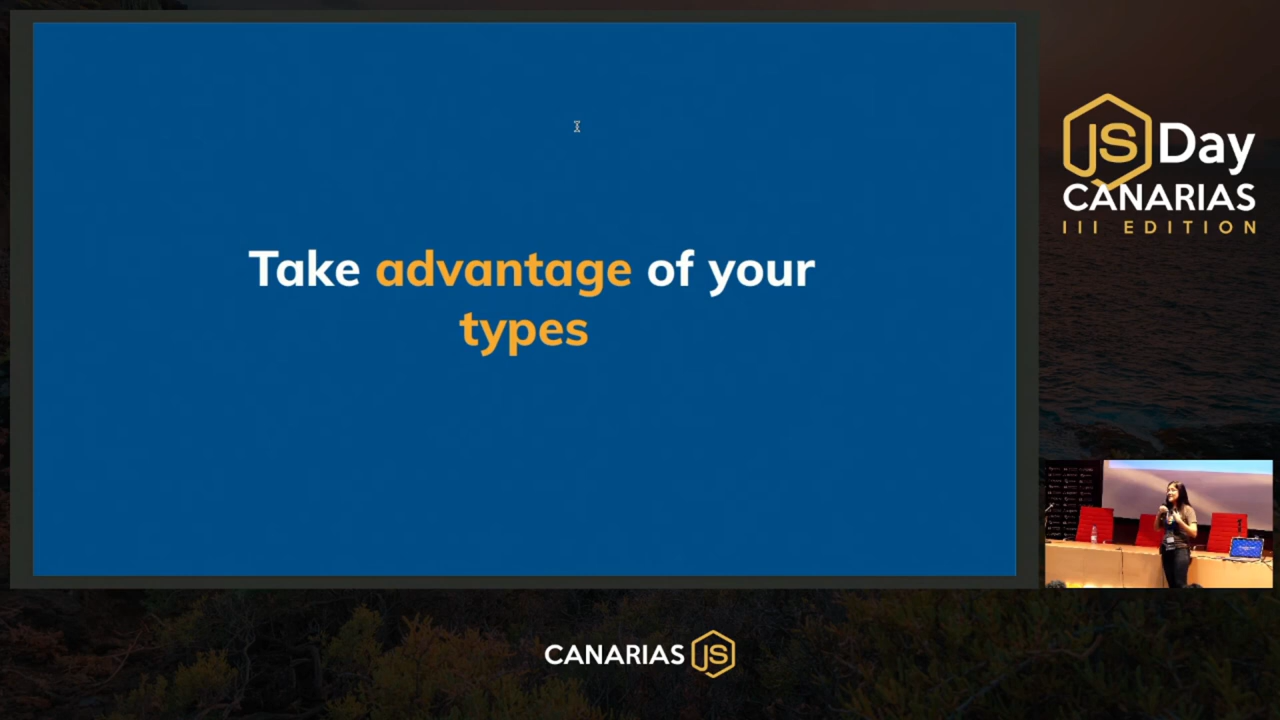 Take advantage of your
types
JS Day
CANARIAS
III EDITION
CANARIAS JS